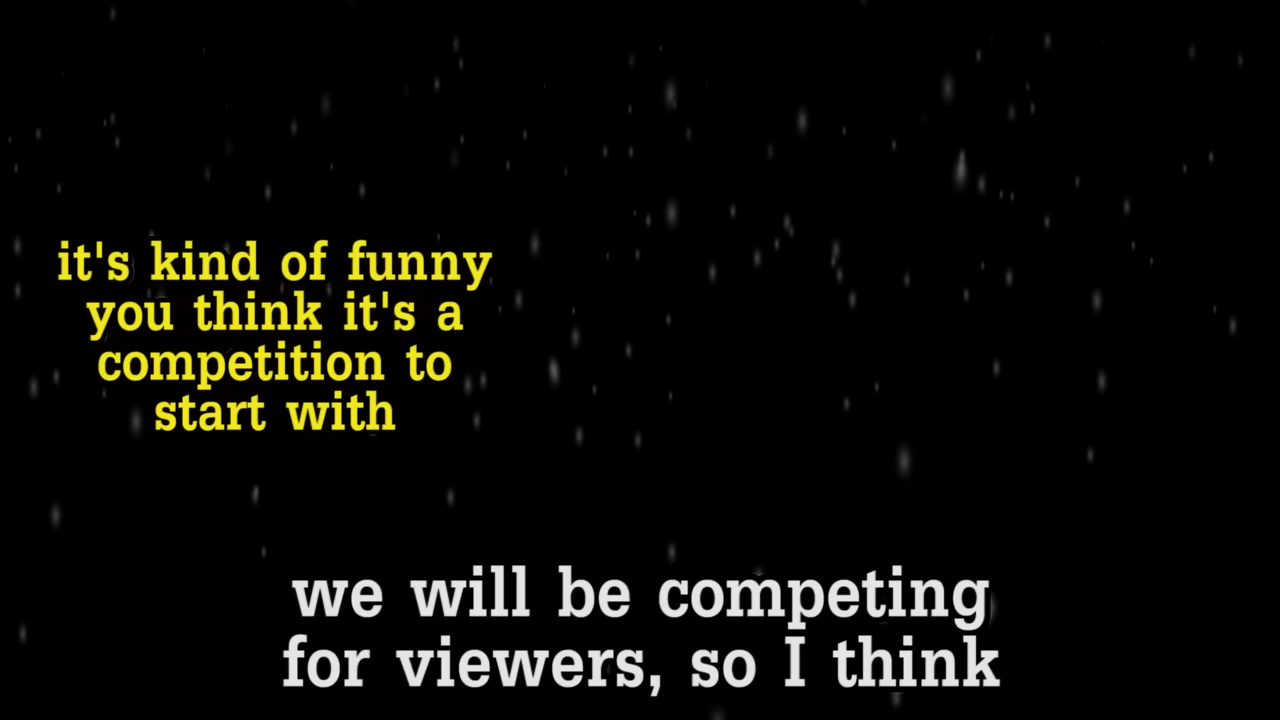 it's kind of funny
you think it's a
competition to
start with
we will be competing
for viewers, so I think